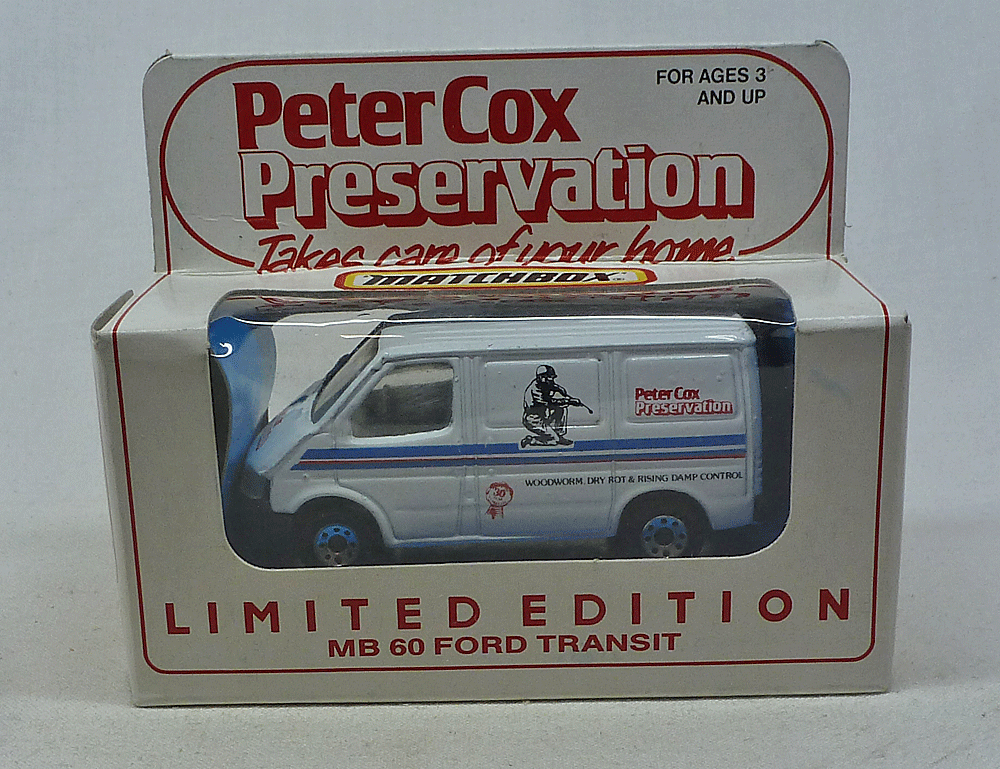 FOR AGES 3
AND UP
Peter Cox
Preservation
Takes care of your home
MATCHBOX
Peter Cox
Preservation
30
WOODWORM, DRY ROT & RISING DAMP CONTROL
LIMITED EDITION
MB 60 FORD TRANSIT